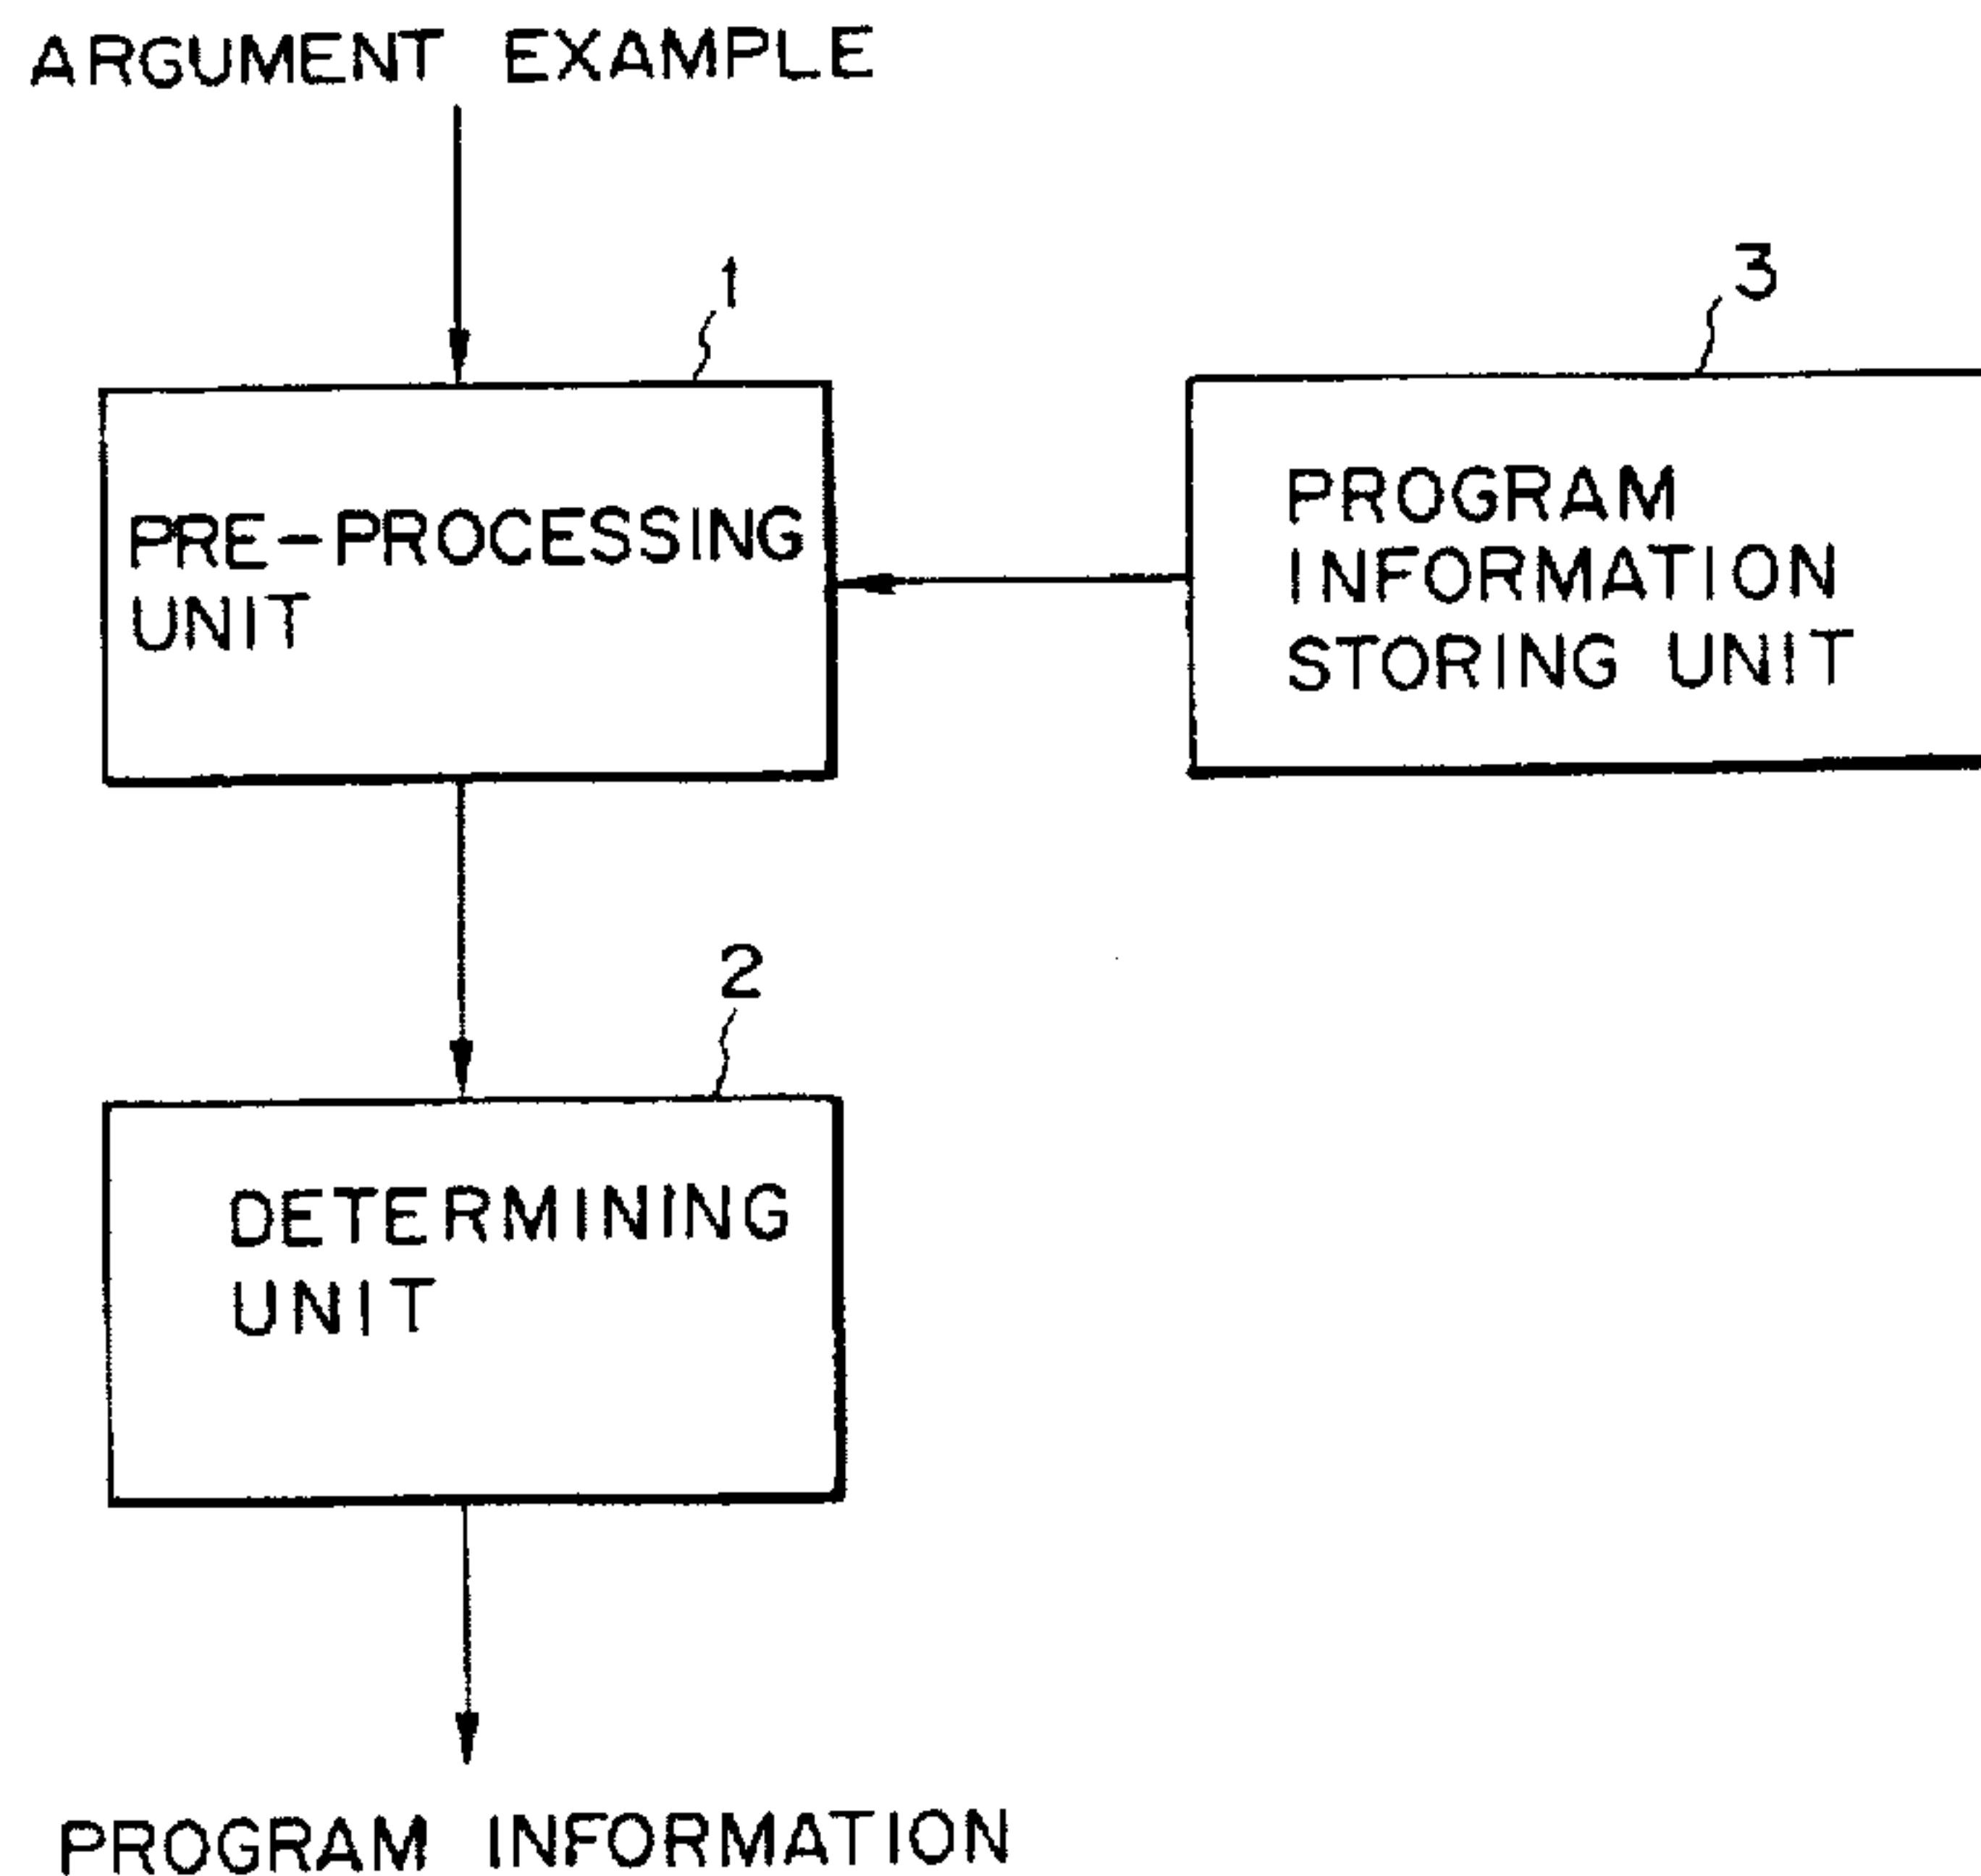 ARGUMENT EXAMPLE
1
3
PRE-PROCESSING
UNIT
PROGRAM
INFORMATION
STORING UNIT
2
DETERMINING
UNIT
PROGRAM INFORMATION